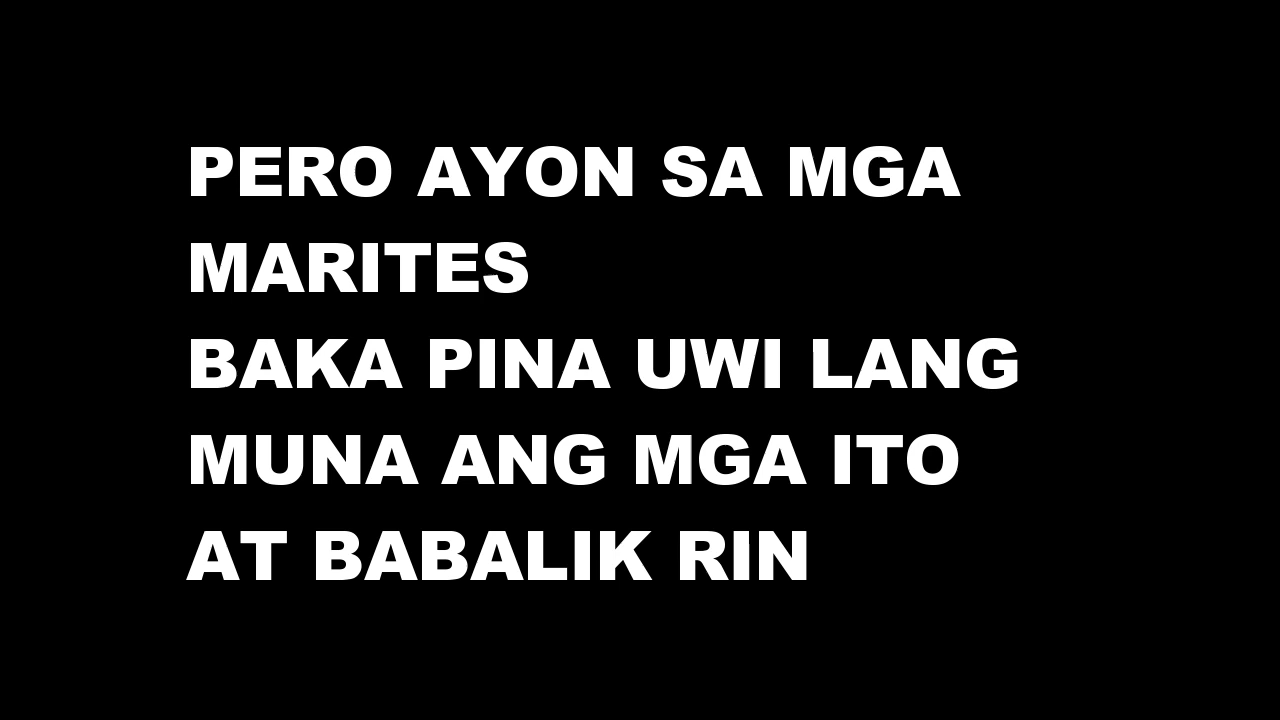 PERO AYON SA MGA
MARITES
BAKA PINA UWI LANG
MUNA ANG MGA ITO
AT BABALIK RIN